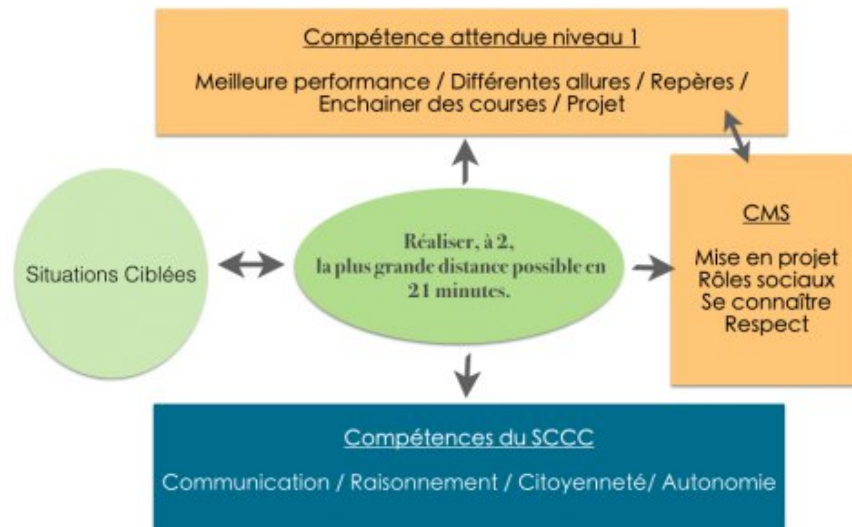 Compétence attendue niveau 1
Meilleure performance / Différentes allures / Repères /
Enchainer des courses / Projet
Situations Ciblées
Réaliser, à 2,
la plus grande distance possible en
21 minutes.
CMS
Mise en projet
Rôles sociaux
Se connaître
Respect
Compétences du SCCC
Communication / Raisonnement / Citoyenneté/ Autonomie